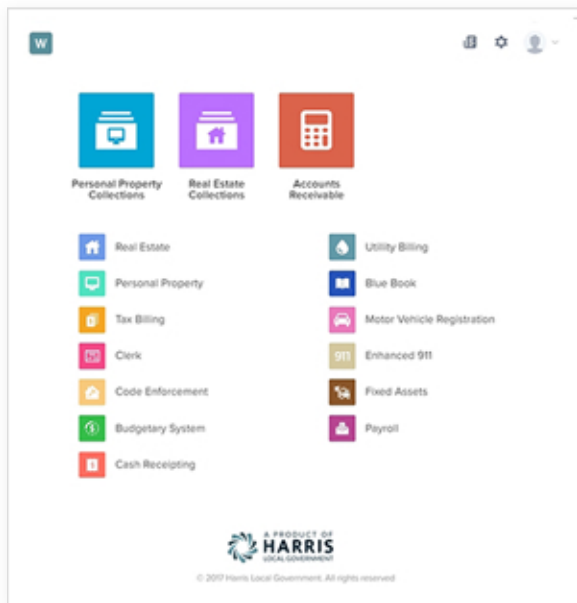 W
Personal Property
Collections
Real Estate
Collections
Accounts
Receivable
Real Estate
Personal Property
Tax Billing
Clerk
Code Enforcement
Budgetary System
Cash Receipting
Utility Billing
Blue Book
Motor Vehicle Registration
911
Enhanced 911
Fixed Assets
Payroll
A PRODUCT OF
HARRIS
LOCAL GOVERNMENT
© 2017 Harris Local Government. All rights reserved